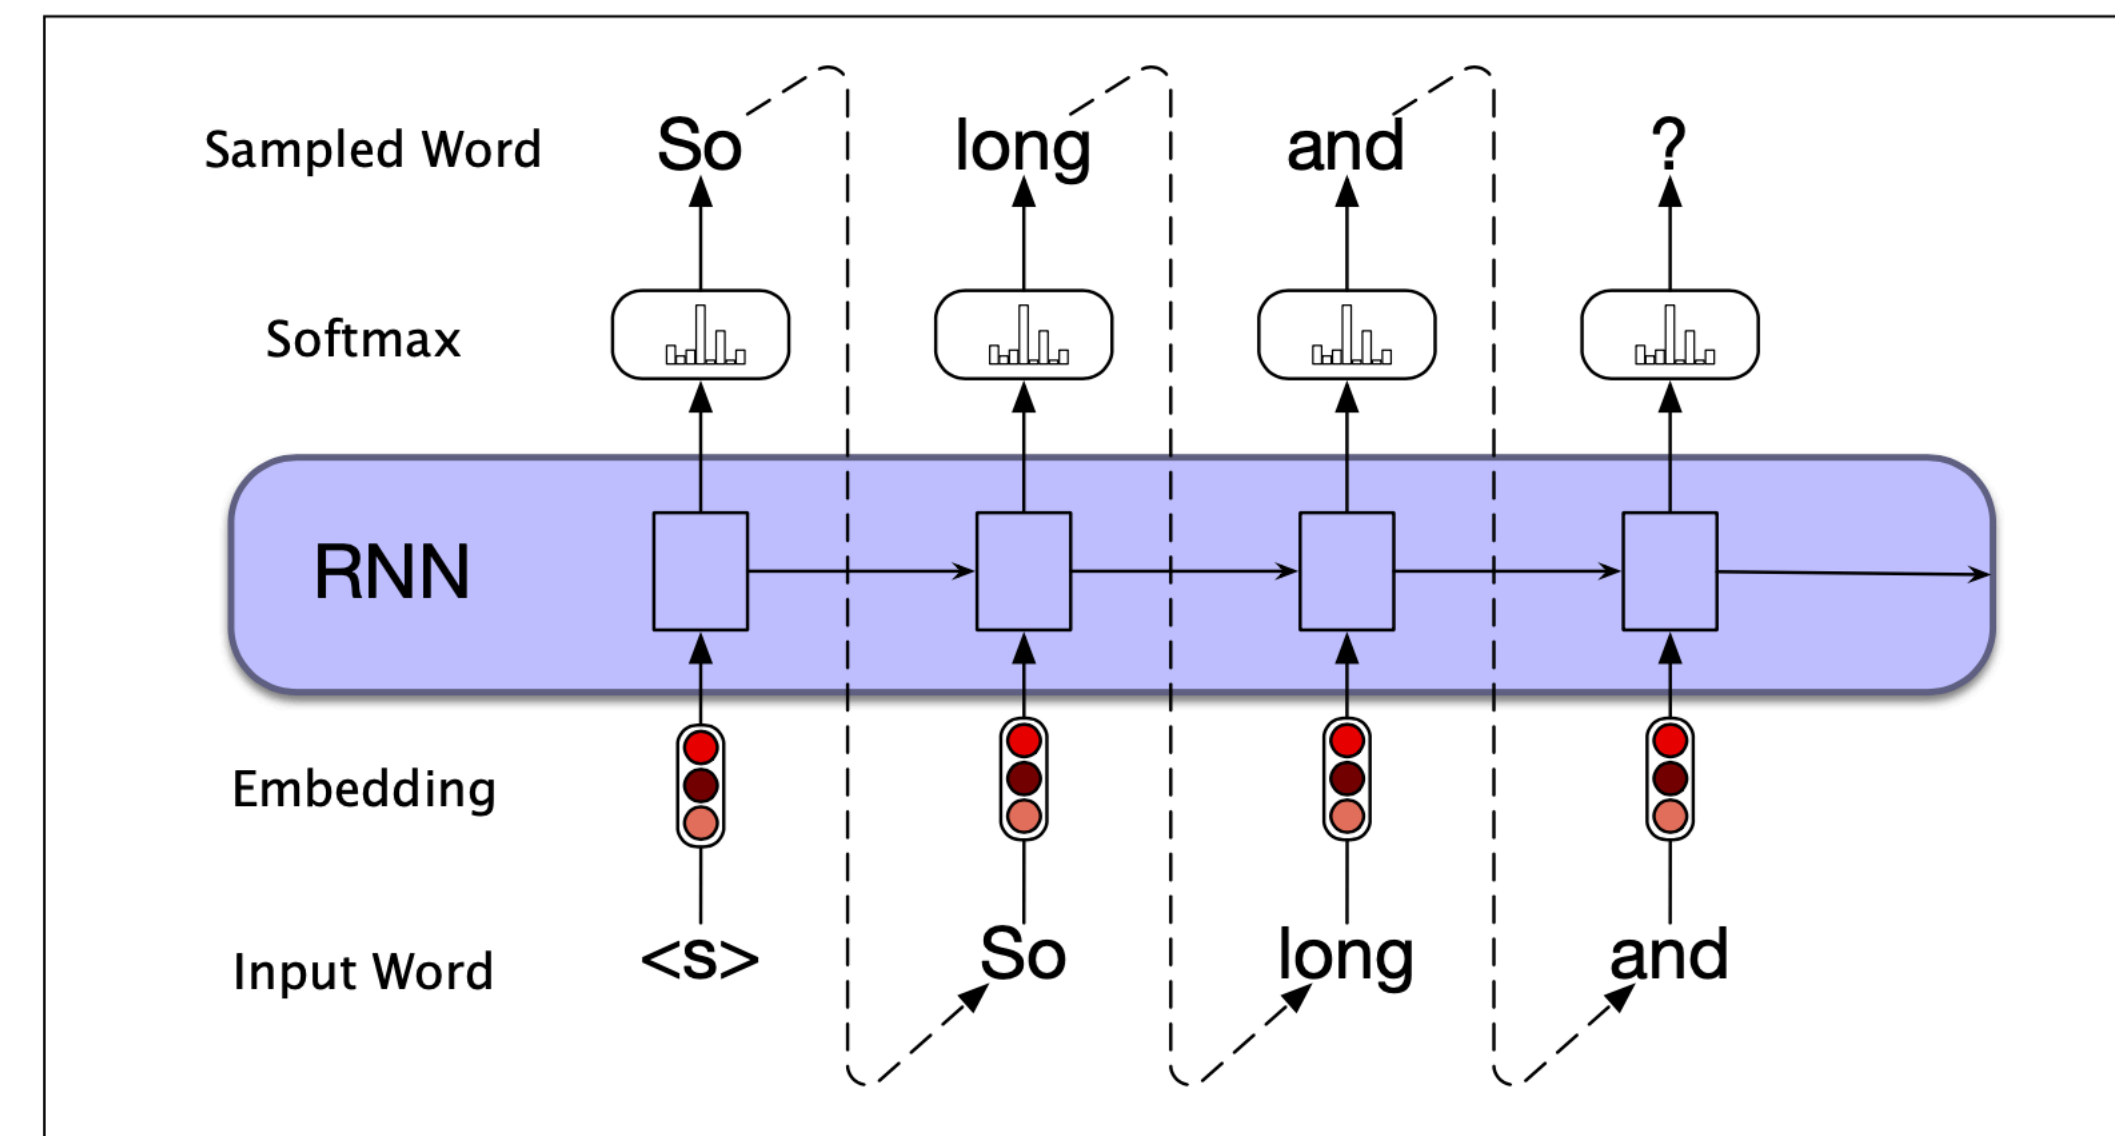 Sampled Word So long and ?
Softmax
RNN
Embedding
Input Word <s> So long and